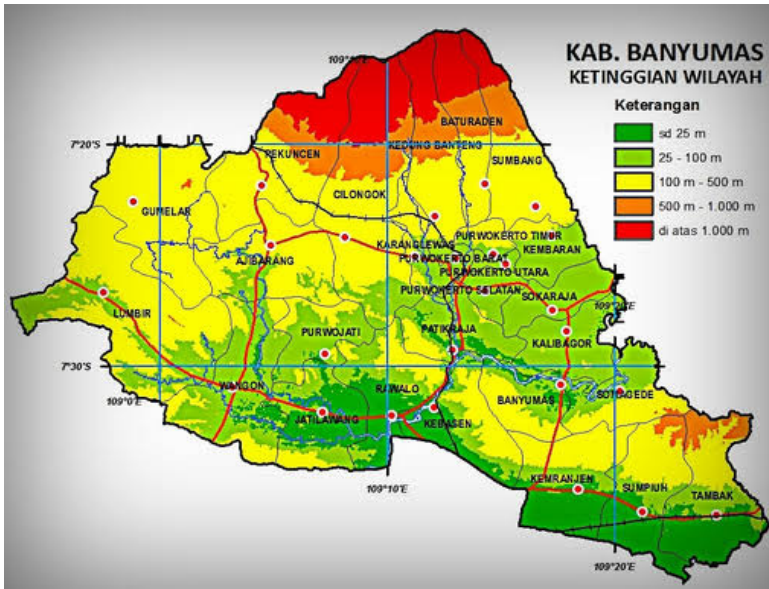 KAB. BANYUMAS
KETINGGIAN WILAYAH
Keterangan
sd 25 m
25 - 100 m
100 m - 500 m
500 m - 1.000 m
di atas 1.000 m
7°20'S
BATURADEN
KEDUNG BANTENG
PEKUNCEN
SUMBANG
CILONGOK
GUMELAR
PURWOKERTO TIMUR
KARANGLEWAS
KEMBARAN
AJIBARANG
PURWOKERTO BARAT
PURWOKERTO UTARA
PURWOKERTO SELATAN
SOKARAJA
109°20'E
LUMBIR
PURWOJATI
PATIKRAJA
KALIBAGOR
7°30'S
109°0'E
WANGON
RAWALO
BANYUMAS
JATILAWANG
KEBASEN
KEMRANJEN
SUMPIUH
TAMBAK
109°10'E
109°20'E